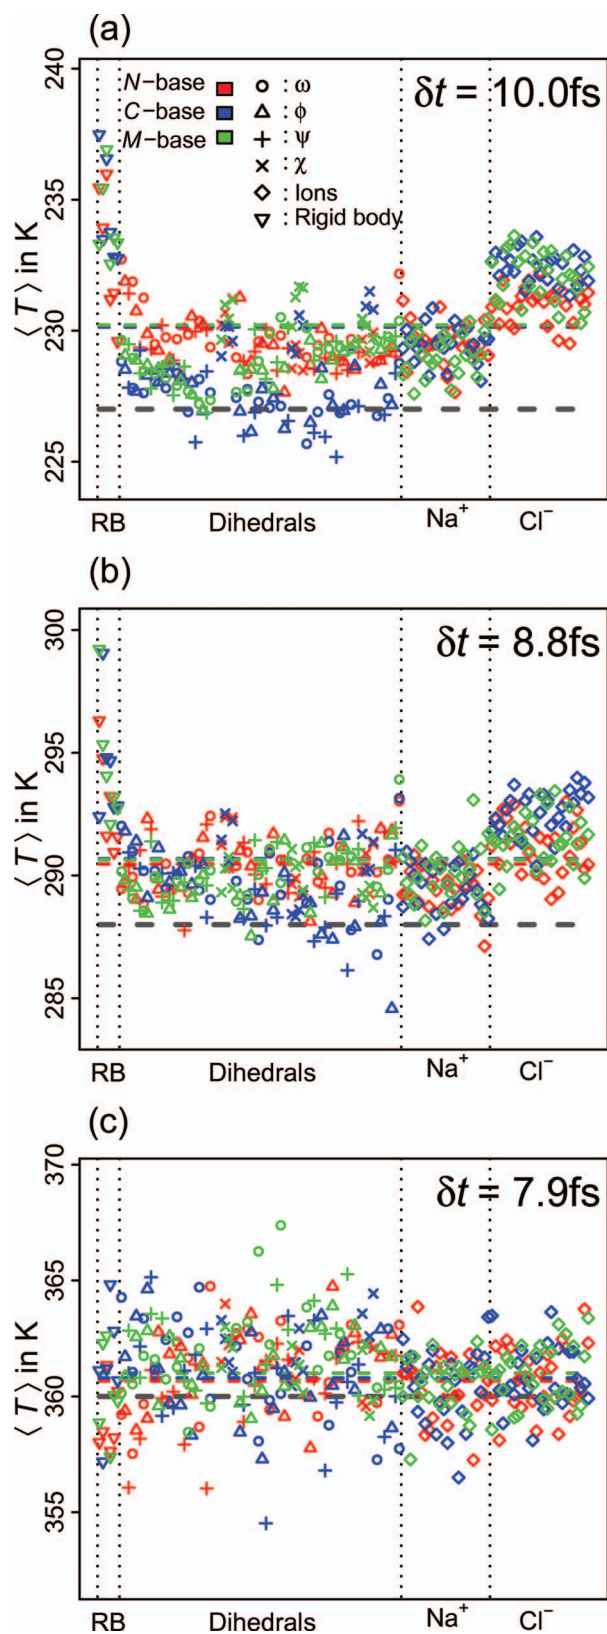 (a)
240
235
230
225
⟨T⟩ in K
N−base
C−base
M−base
: ω
: ϕ
: ψ
: χ
: Ions
: Rigid body
δt = 10.0fs
RB Dihedrals Na⁺ Cl⁻
(b)
300
295
290
285
⟨T⟩ in K
δt = 8.8fs
RB Dihedrals Na⁺ Cl⁻
(c)
370
365
360
355
⟨T⟩ in K
δt = 7.9fs
RB Dihedrals Na⁺ Cl⁻